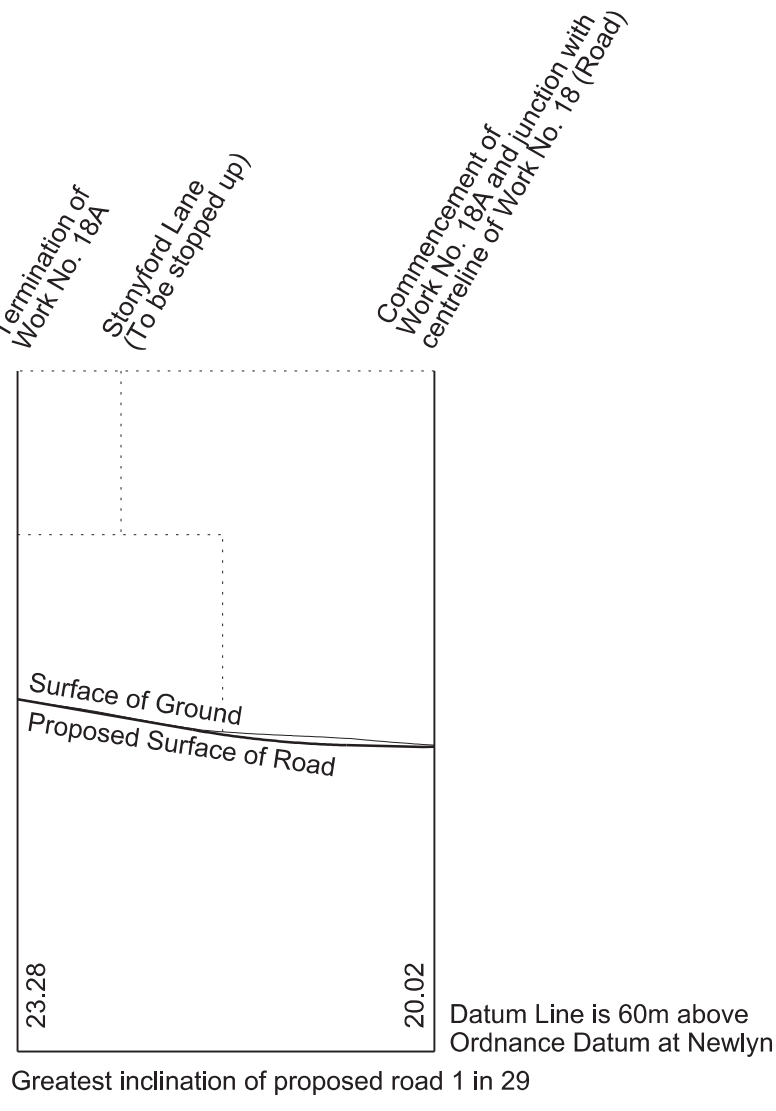 Termination of
Work No. 18A
Stonyford Lane
(To be stopped up)
Commencement of
Work No. 18A and junction with
centreline of Work No. 18 (Road)
Surface of Ground
Proposed Surface of Road
23.28
20.02
Datum Line is 60m above
Ordnance Datum at Newlyn
Greatest inclination of proposed road 1 in 29